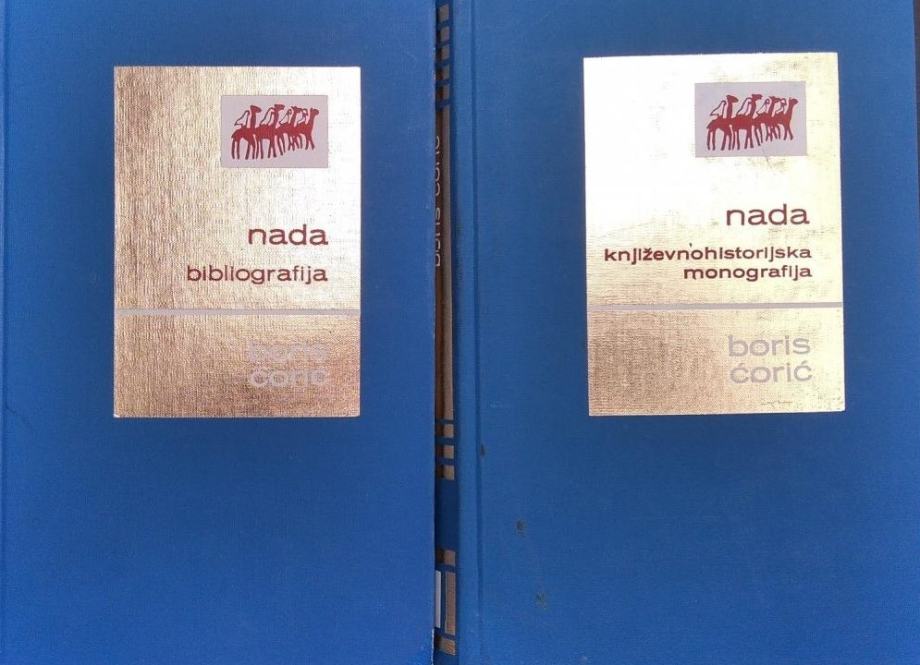 nada
bibliografija
boris
ćorić
boris ćorić
nada
književnohistorijska
monografija
boris
ćorić